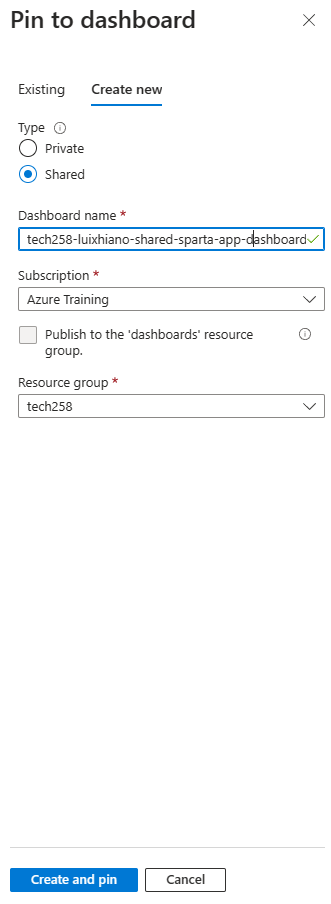 Pin to dashboard
Existing
Create new
Type
Private
Shared
Dashboard name *
tech258-luixhiano-shared-sparta-app-dashboard
Subscription *
Azure Training
Publish to the 'dashboards' resource
group.
Resource group *
tech258
Create and pin
Cancel